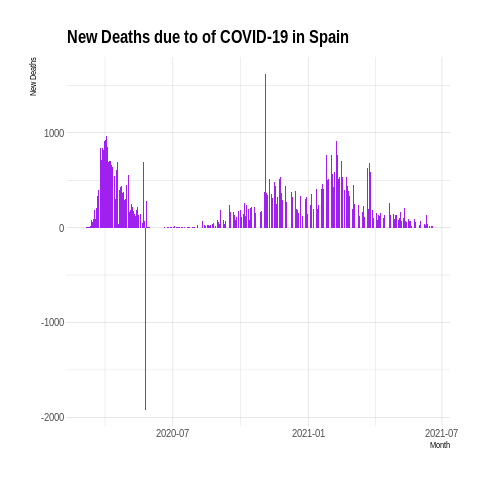 New Deaths due to of COVID-19 in Spain
New Deaths
1000
0
-1000
-2000
2020-07
2021-01
2021-07
Month